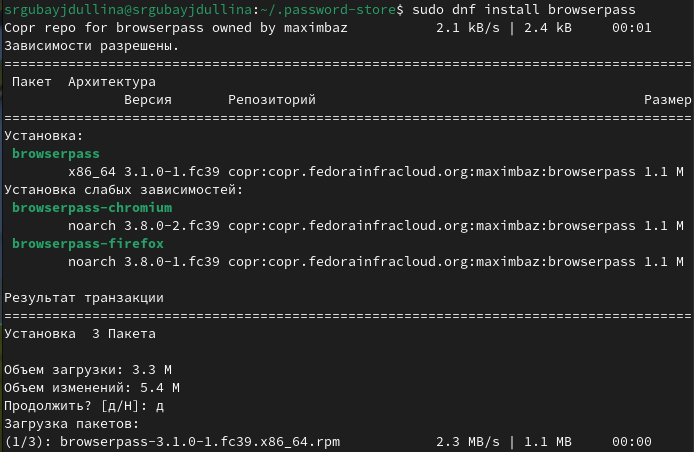 srgubayjdullina@srgubayjdullina:~/.password-store$ sudo dnf install browserpass
Copr repo for browserpass owned by maximbaz           2.1 kB/s | 2.4 kB     00:01
Зависимости разрешены.
======================================================================================
 Пакет  Архитектура
               Версия       Репозиторий                                         Размер
======================================================================================
Установка:
 browserpass
        x86_64 3.1.0-1.fc39 copr:copr.fedorainfracloud.org:maximbaz:browserpass 1.1 M
Установка слабых зависимостей:
 browserpass-chromium
        noarch 3.8.0-2.fc39 copr:copr.fedorainfracloud.org:maximbaz:browserpass 1.1 M
 browserpass-firefox
        noarch 3.8.0-1.fc39 copr:copr.fedorainfracloud.org:maximbaz:browserpass 1.1 M

Результат транзакции
======================================================================================
Установка  3 Пакета

Объем загрузки: 3.3 M
Объем изменений: 5.4 M
Продолжить? [д/Н]: д
Загрузка пакетов:
(1/3): browserpass-3.1.0-1.fc39.x86_64.rpm            2.3 MB/s | 1.1 MB     00:00